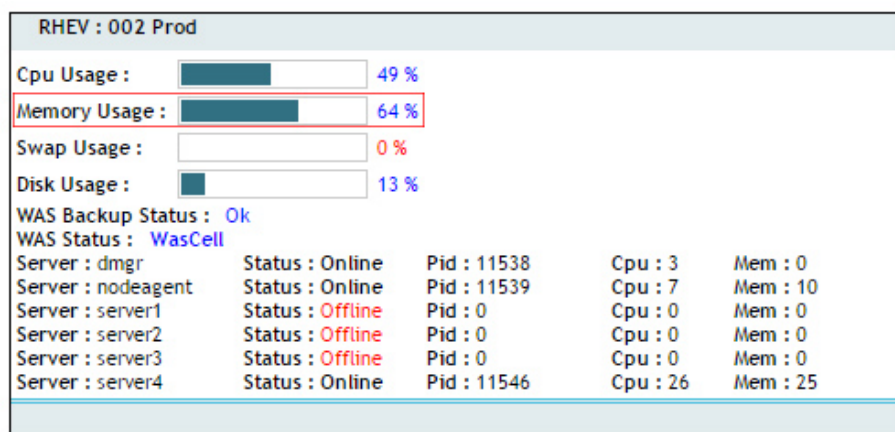 RHEV : 002 Prod
Cpu Usage : 49 %
Memory Usage : 64 %
Swap Usage : 0 %
Disk Usage : 13 %
WAS Backup Status : Ok
WAS Status : WasCell
Server : dmgr Status : Online Pid : 11538 Cpu : 3 Mem : 0
Server : nodeagent Status : Online Pid : 11539 Cpu : 7 Mem : 10
Server : server1 Status : Offline Pid : 0 Cpu : 0 Mem : 0
Server : server2 Status : Offline Pid : 0 Cpu : 0 Mem : 0
Server : server3 Status : Offline Pid : 0 Cpu : 0 Mem : 0
Server : server4 Status : Online Pid : 11546 Cpu : 26 Mem : 25